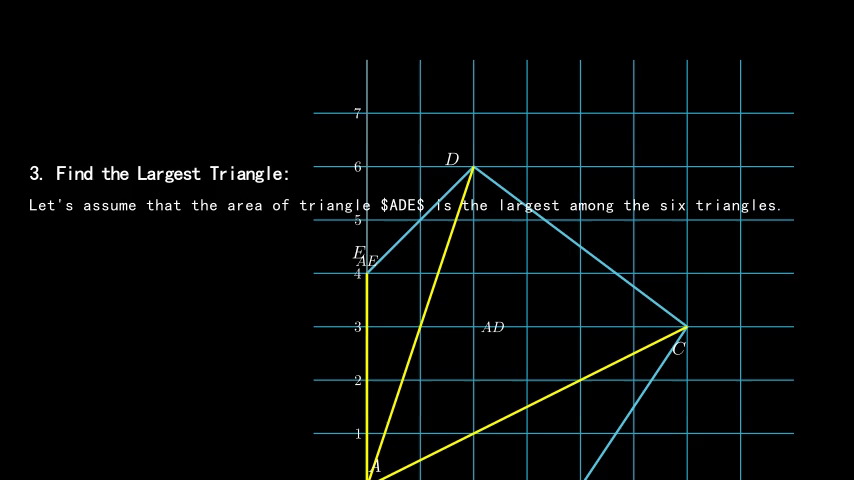 7
3. Find the Largest Triangle:
D
6
Let's assume that the area of triangle $ADE$ is the largest among the six triangles.
5
E
AE
4
3
AD
C
2
1
A